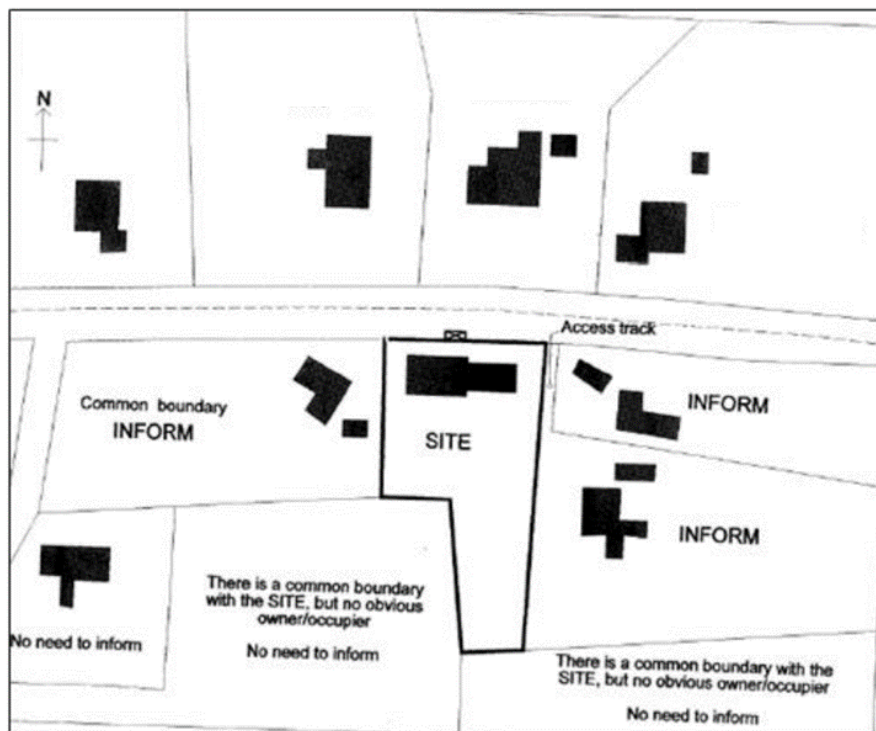 N
Access track
Common boundary
INFORM
INFORM
SITE
INFORM
There is a common boundary
with the SITE, but no obvious
owner/occupier
No need to inform
No need to inform
There is a common boundary with the
SITE, but no obvious owner/occupier
No need to inform